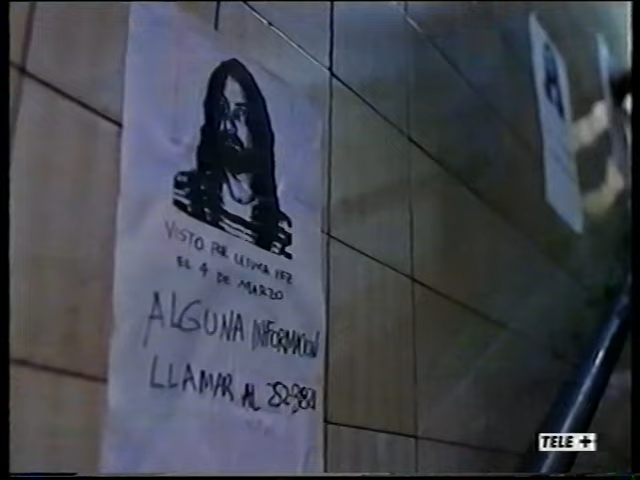 VISTO POR ULTIMA VEZ
EL 4 DE MARZO
ALGUNA INFORMACION
LLAMAR AL
TELE +